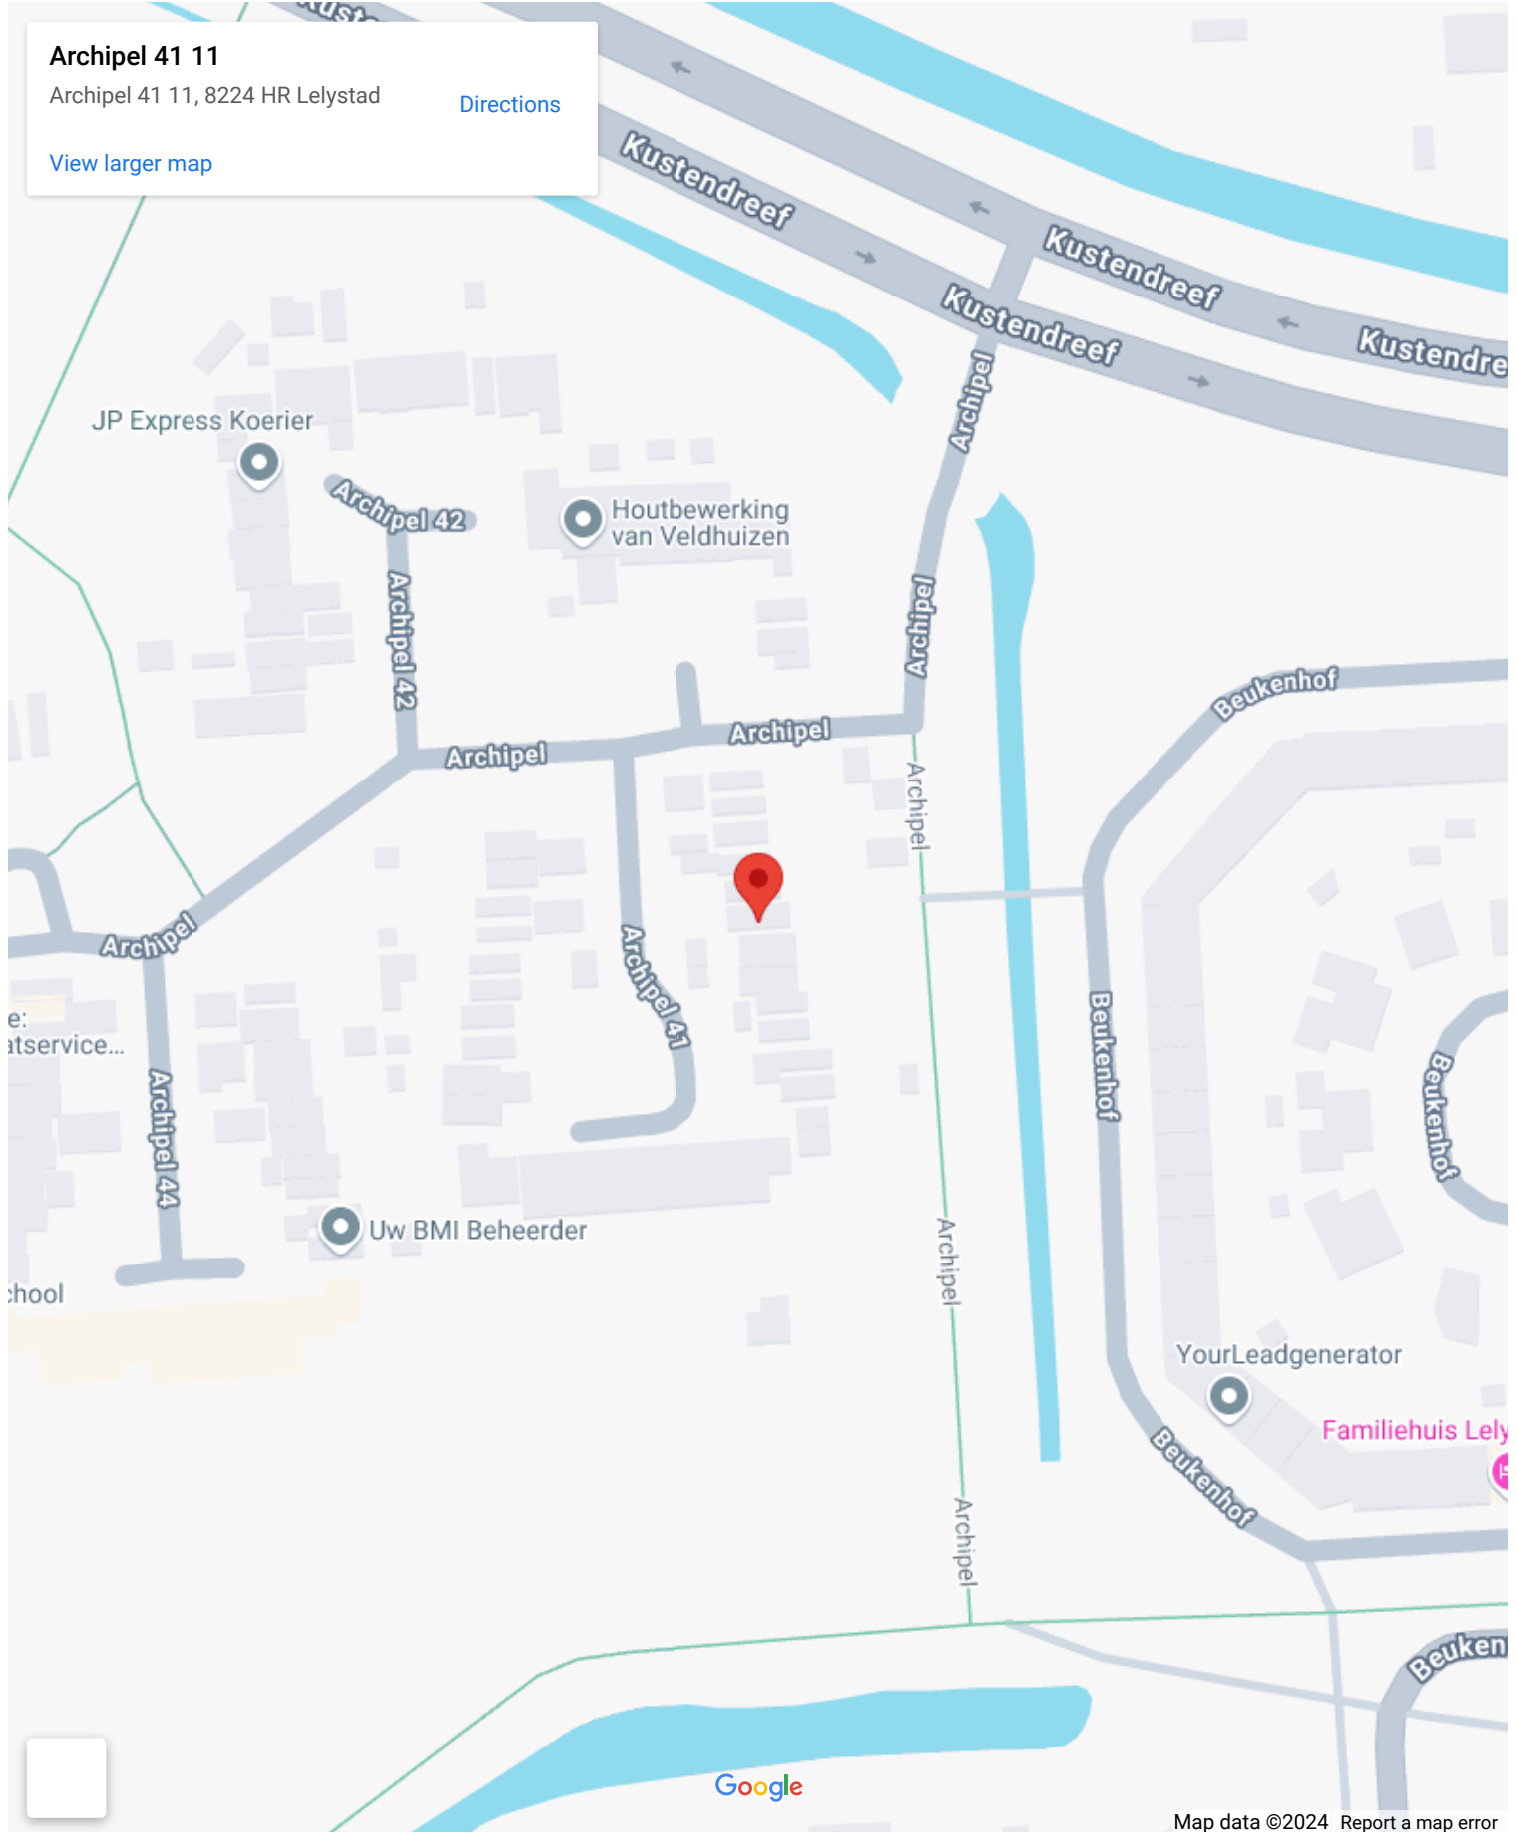 Archipel 41 11
Archipel 41 11, 8224 HR Lelystad
Directions
View larger map
Kustendreef
Kustendreef
Kustendreef
Kustendre
Archipel
JP Express Koerier
Archipel 42
Houtbewerking
van Veldhuizen
Archipel 42
Archipel
Beukenhof
Archipel
Archipel
Archipel
Archipel
Archipel 41
e:
atservice...
Beukenhof
Beukenhof
Archipel 44
Uw BMI Beheerder
Archipel
chool
YourLeadgenerator
Familiehuis Lely
Beukenhof
Archipel
Beuken
Google
Map data ©2024
Report a map error